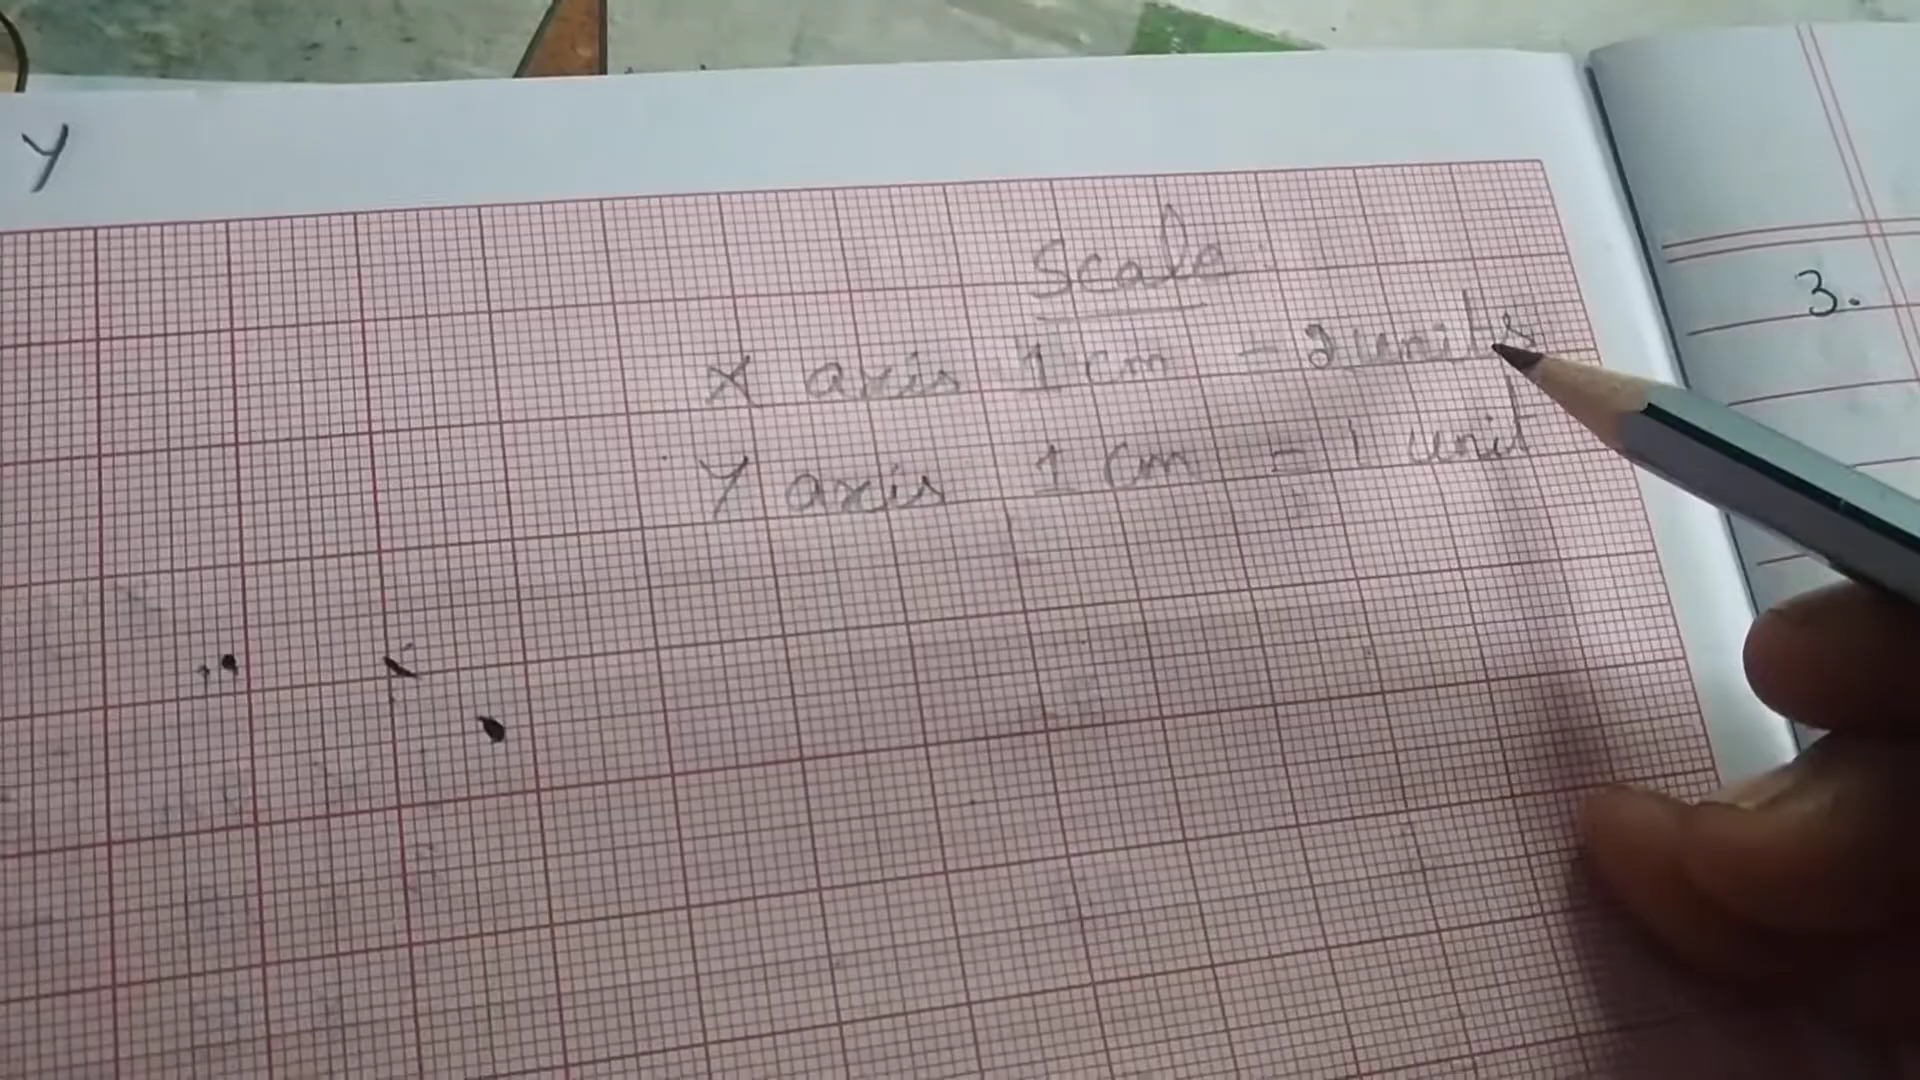 Y
Scale
X axis 1 cm - 2 units
Y axis 1 cm = 1 unit
3.